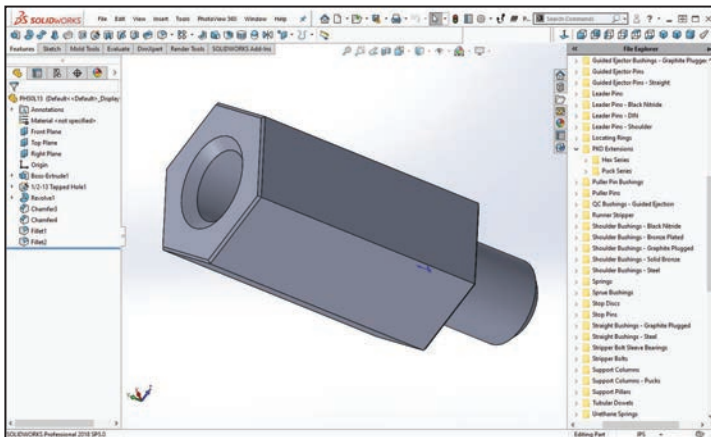 SOLIDWORKS File Edit View Insert Tools PhotoView 360 Window Help
Search Commands
Features Sketch Mold Tools Evaluate DimXpert Render Tools SOLIDWORKS Add-Ins
PH50L15 (Default<<Default>_Display
Annotations
Material <not specified>
Front Plane
Top Plane
Right Plane
Origin
Boss-Extrude1
1/2-13 Tapped Hole1
Revolve1
Chamfer3
Chamfer4
Fillet1
Fillet2
File Explorer
Guided Ejector Bushings - Graphite Plugged
Guided Ejector Pins
Guided Ejector Pins - Straight
Leader Pins
Leader Pins - Black Nitride
Leader Pins - DIN
Leader Pins - Shoulder
Locating Rings
PKO Extensions
Hex Series
Puck Series
Puller Pin Bushings
Puller Pins
QC Bushings - Guided Ejection
Runner Stripper
Shoulder Bushings - Black Nitride
Shoulder Bushings - Bronze Plated
Shoulder Bushings - Graphite Plugged
Shoulder Bushings - Solid Bronze
Shoulder Bushings - Steel
Springs
Sprue Bushings
Stop Discs
Stop Pins
Straight Bushings - Graphite Plugged
Straight Bushings - Steel
Stripper Bolt Sleeve Bearings
Stripper Bolts
Support Columns
Support Columns - Pucks
Support Pillars
Tubular Dowels
Urethane Springs
SOLIDWORKS Professional 2018 SP5.0
Editing Part IPS